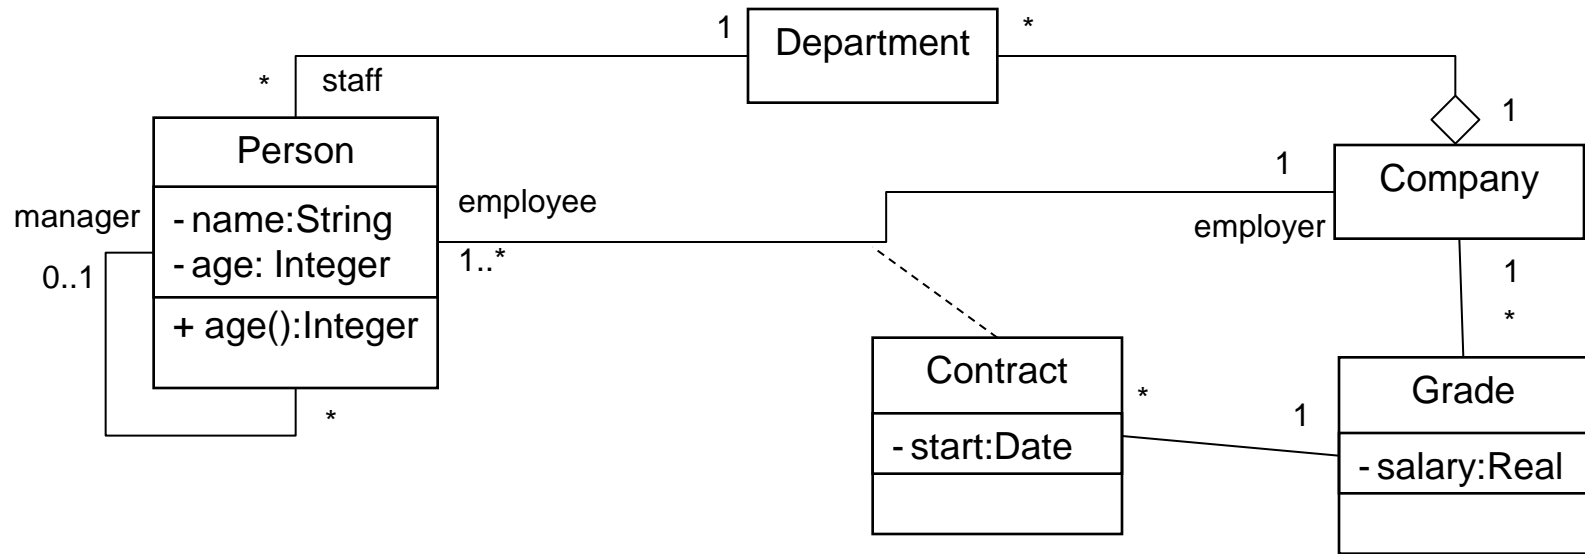 1
Department
*
*
staff
1
Person
1
Company
manager
- name:String
employee
employer
0..1
- age: Integer
1..*
1
*
+ age():Integer
Contract
*
Grade
*
1
- start:Date
- salary:Real